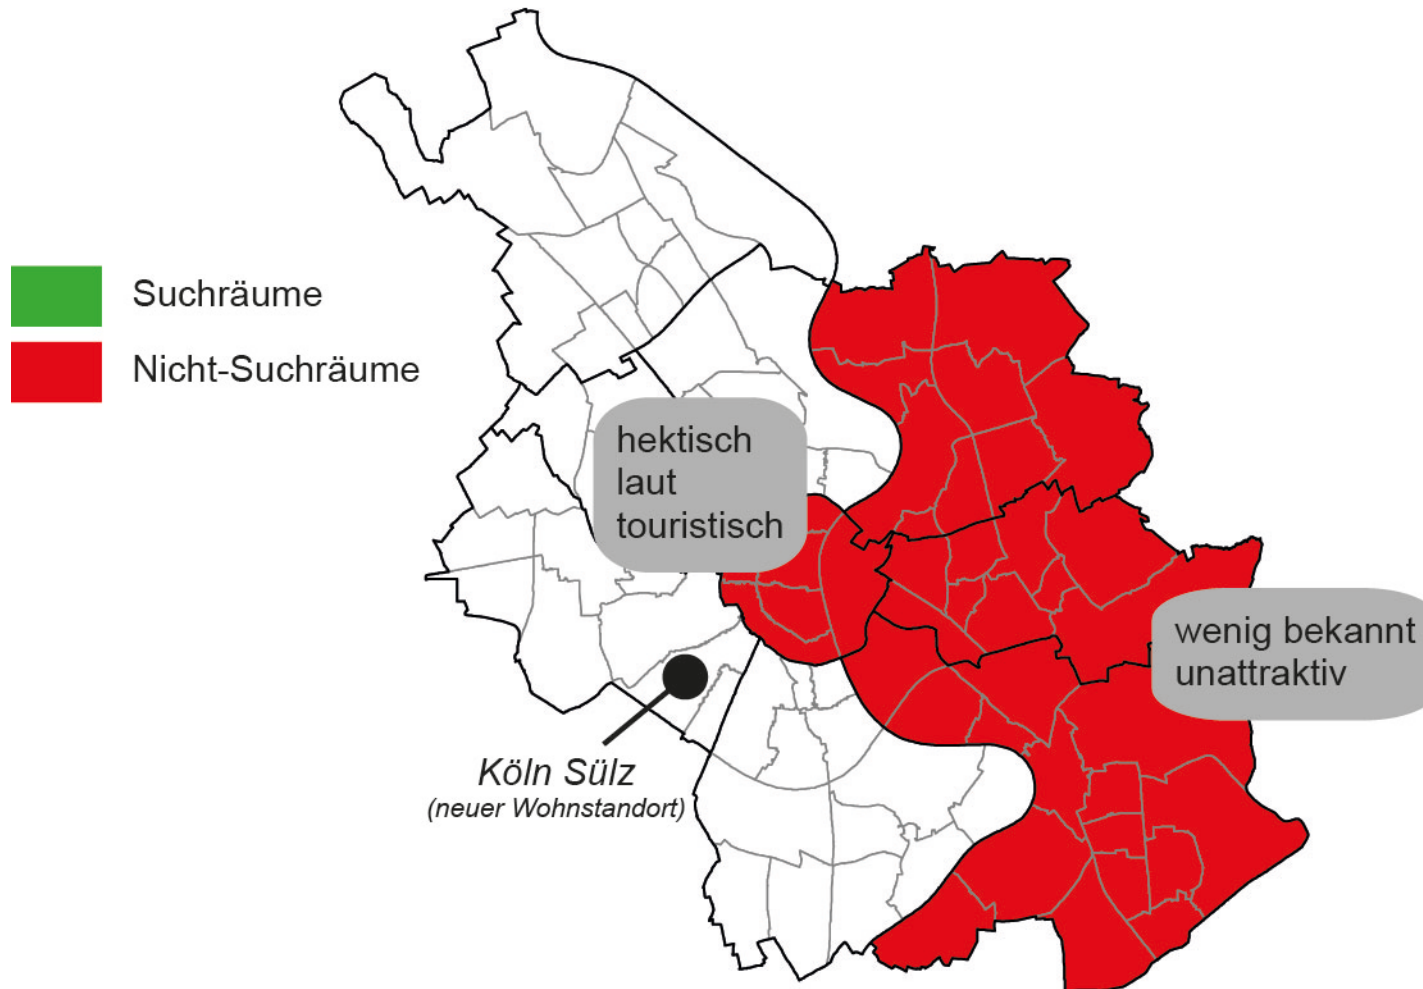 Suchräume
Nicht-Suchräume
hektisch
laut
touristisch
wenig bekannt
unattraktiv
Köln Sülz
(neuer Wohnstandort)